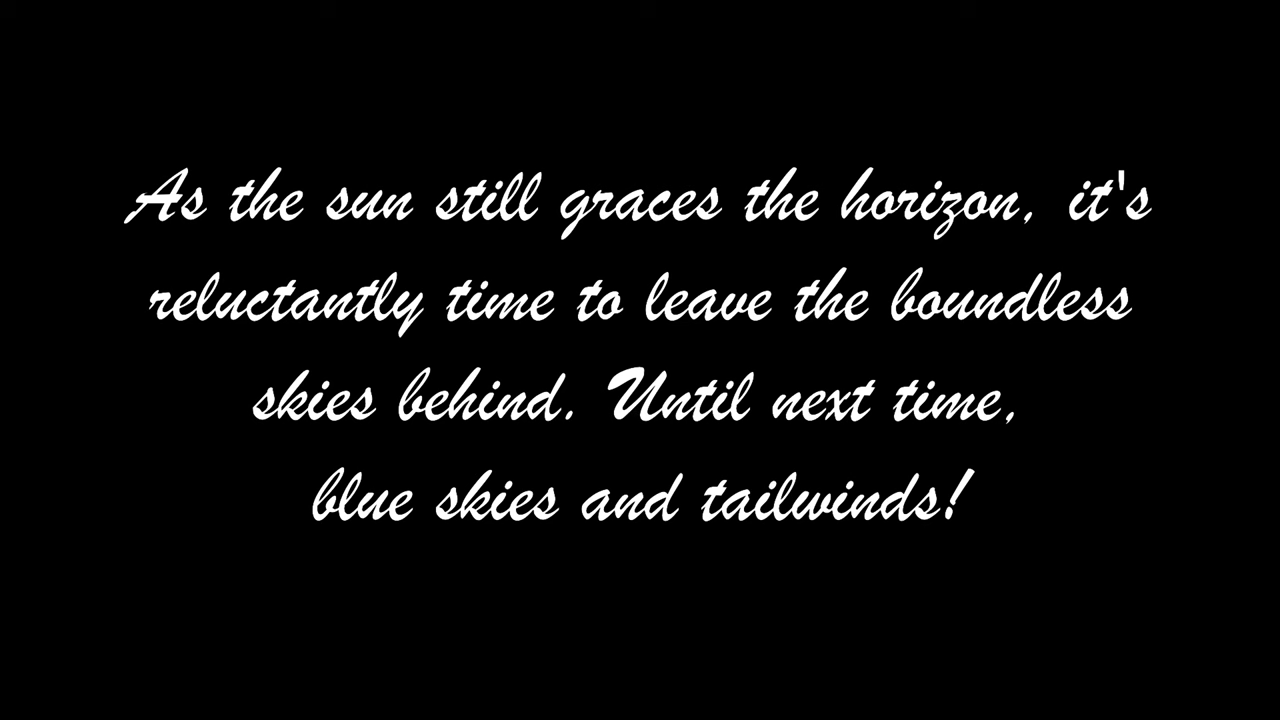 As the sun still graces the horizon, it's
reluctantly time to leave the boundless
skies behind. Until next time,
blue skies and tailwinds!